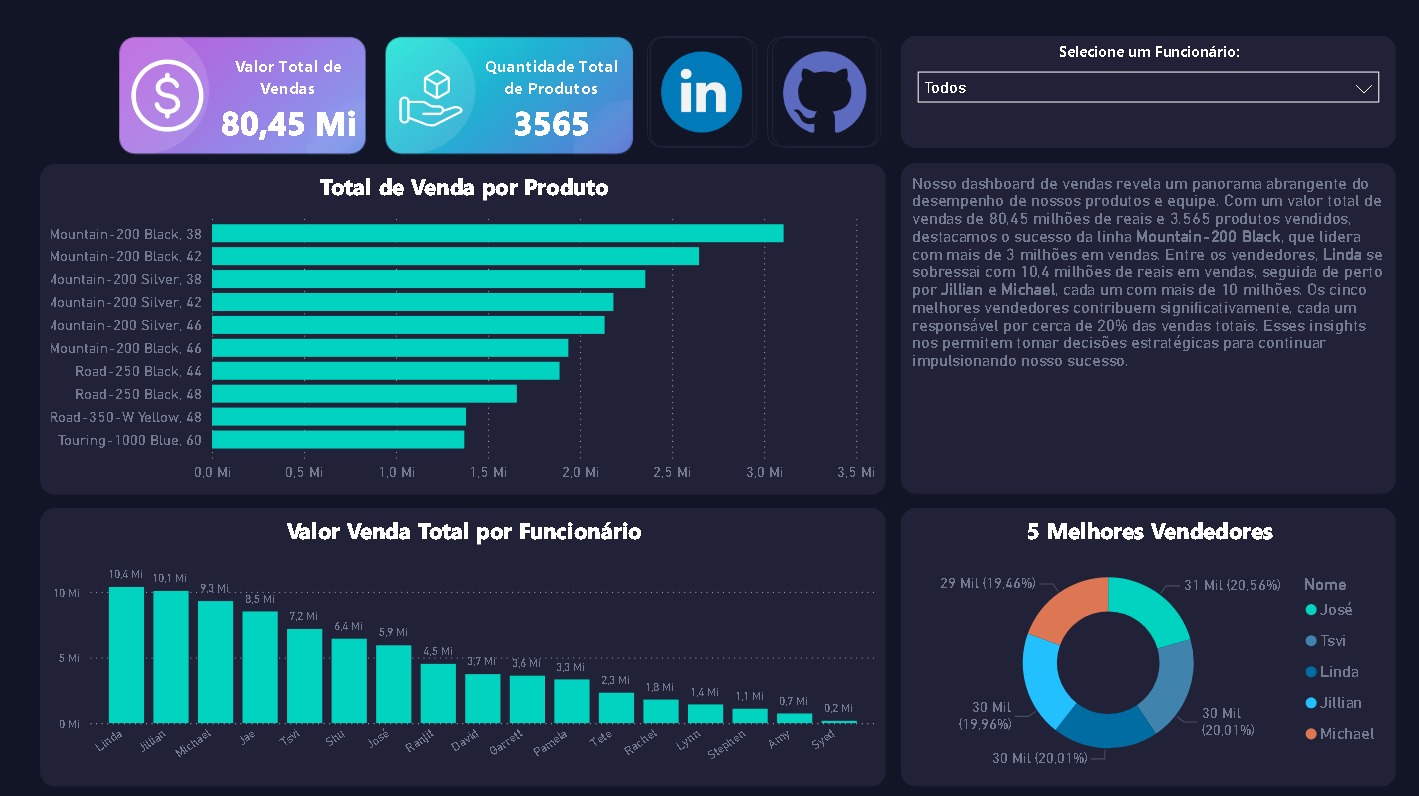 Valor Total de
Vendas
80,45 Mi
Quantidade Total
de Produtos
3565
in
Selecione um Funcionário:
Todos
Total de Venda por Produto
Mountain-200 Black, 38
Mountain-200 Black, 42
Mountain-200 Silver, 38
Mountain-200 Silver, 42
Mountain-200 Silver, 46
Mountain-200 Black, 46
Road-250 Black, 44
Road-250 Black, 48
Road-350-W Yellow, 48
Touring-1000 Blue, 60
0,0 Mi 0,5 Mi 1,0 Mi 1,5 Mi 2,0 Mi 2,5 Mi 3,0 Mi 3,5 Mi
Nosso dashboard de vendas revela um panorama abrangente do
desempenho de nossos produtos e equipe. Com um valor total de
vendas de 80,45 milhões de reais e 3.565 produtos vendidos,
destacamos o sucesso da linha Mountain-200 Black, que lidera
com mais de 3 milhões em vendas. Entre os vendedores, Linda se
sobressai com 10,4 milhões de reais em vendas, seguida de perto
por Jillian e Michael, cada um com mais de 10 milhões. Os cinco
melhores vendedores contribuem significativamente, cada um
responsável por cerca de 20% das vendas totais. Esses insights
nos permitem tomar decisões estratégicas para continuar
impulsionando nosso sucesso.
Valor Venda Total por Funcionário
10 Mi
5 Mi
0 Mi
10,4 Mi 10,1 Mi 9,3 Mi 8,5 Mi 7,2 Mi 6,4 Mi 5,9 Mi 4,5 Mi 3,7 Mi 3,6 Mi 3,3 Mi 2,3 Mi 1,8 Mi 1,4 Mi 1,1 Mi 0,7 Mi 0,2 Mi
Linda Jillian Michael Jae Tsvi Shu José Ranjit David Garrett Pamela Tete Rachel Lynn Stephen Amy Syed
5 Melhores Vendedores
29 Mil (19,46%)
31 Mil (20,56%)
30 Mil
(19,96%)
30 Mil
(20,01%)
30 Mil (20,01%)
Nome
José
Tsvi
Linda
Jillian
Michael